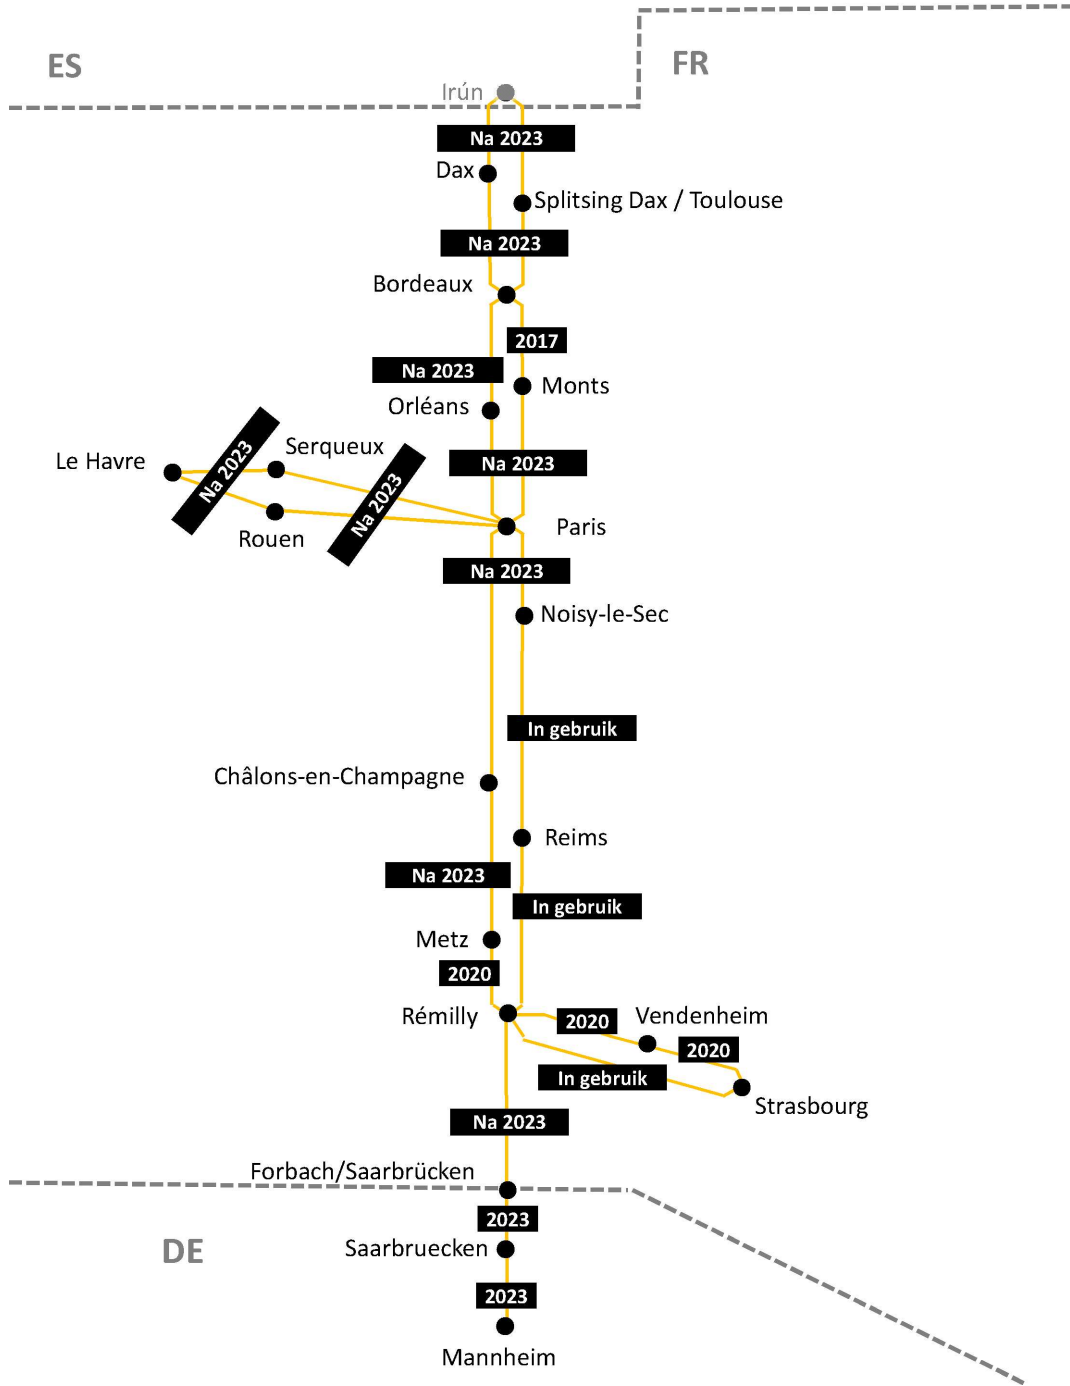 ES
FR
Irún
Na 2023
Dax
Splitsing Dax / Toulouse
Na 2023
Bordeaux
2017
Na 2023
Monts
Orléans
Serqueux
Le Havre
Na 2023
Na 2023
Na 2023
Rouen
Paris
Na 2023
Noisy-le-Sec
In gebruik
Châlons-en-Champagne
Reims
Na 2023
In gebruik
Metz
2020
Rémilly
2020
Vendenheim
2020
In gebruik
Strasbourg
Na 2023
Forbach/Saarbrücken
2023
DE
Saarbruecken
2023
Mannheim